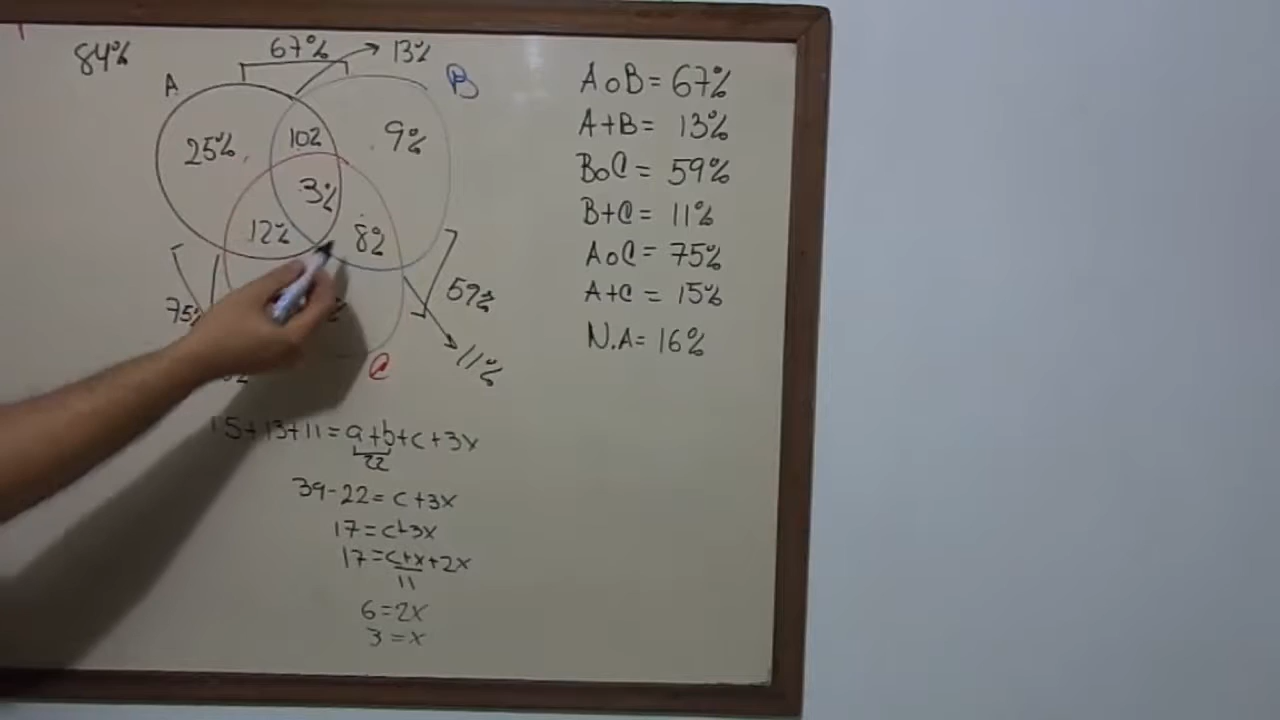 84%
67%
13%
A
B
25%
10%
9%
3%
12%
8%
75%
59%
11%
C
15+13+11=a+b+c+3x
22
39-22=c+3x
17=c+3x
17=c+x+2x
11
6=2x
3=x
AoB=67%
A+B=13%
BoC=59%
B+C=11%
AoC=75%
A+C=15%
N.A=16%